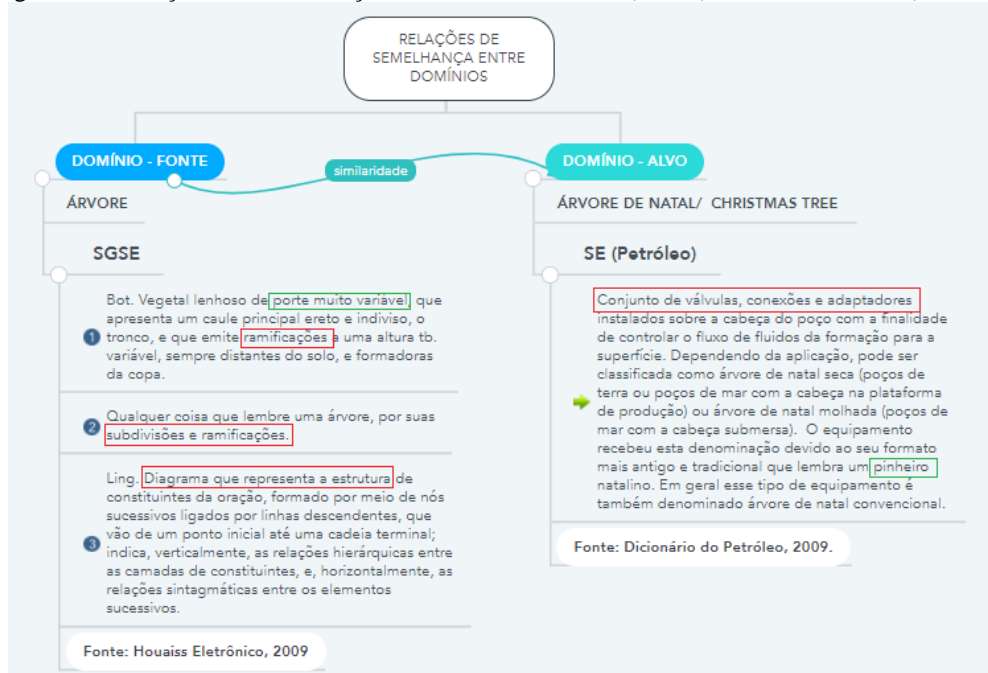 RELAÇÕES DE
SEMELHANÇA ENTRE
DOMÍNIOS
DOMÍNIO - FONTE
similaridade
DOMÍNIO - ALVO
ÁRVORE
ÁRVORE DE NATAL/ CHRISTMAS TREE
SGSE
SE (Petróleo)
1
Bot. Vegetal lenhoso de porte muito variável, que
apresenta um caule principal ereto e indiviso, o
tronco, e que emite ramificações a uma altura tb.
variável, sempre distantes do solo, e formadoras
da copa.
2
Qualquer coisa que lembre uma árvore, por suas
subdivisões e ramificações.
3
Ling. Diagrama que representa a estrutura de
constituintes da oração, formado por meio de nós
sucessivos ligados por linhas descendentes, que
vão de um ponto inicial até uma cadeia terminal;
indica, verticalmente, as relações hierárquicas entre
as camadas de constituintes, e, horizontalmente, as
relações sintagmáticas entre os elementos
sucessivos.
Fonte: Houaiss Eletrônico, 2009
Conjunto de válvulas, conexões e adaptadores
instalados sobre a cabeça do poço com a finalidade
de controlar o fluxo de fluidos da formação para a
superfície. Dependendo da aplicação, pode ser
classificada como árvore de natal seca (poços de
terra ou poços de mar com a cabeça na plataforma
de produção) ou árvore de natal molhada (poços de
mar com a cabeça submersa). O equipamento
recebeu esta denominação devido ao seu formato
mais antigo e tradicional que lembra um pinheiro
natalino. Em geral esse tipo de equipamento é
também denominado árvore de natal convencional.
Fonte: Dicionário do Petróleo, 2009.